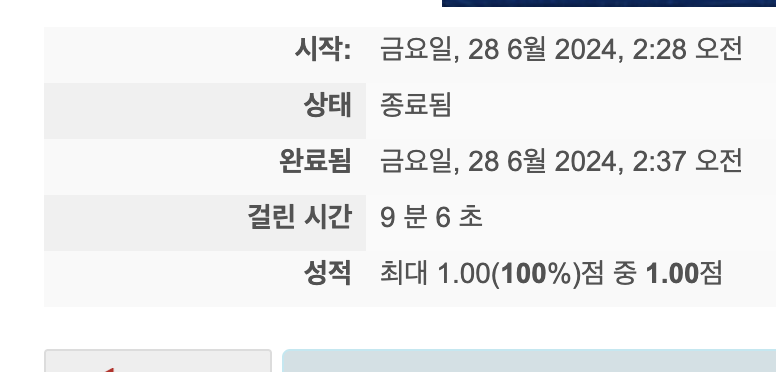 시작: 금요일, 28 6월 2024, 2:28 오전
상태 종료됨
완료됨 금요일, 28 6월 2024, 2:37 오전
걸린 시간 9 분 6 초
성적 최대 1.00(100%)점 중 1.00점